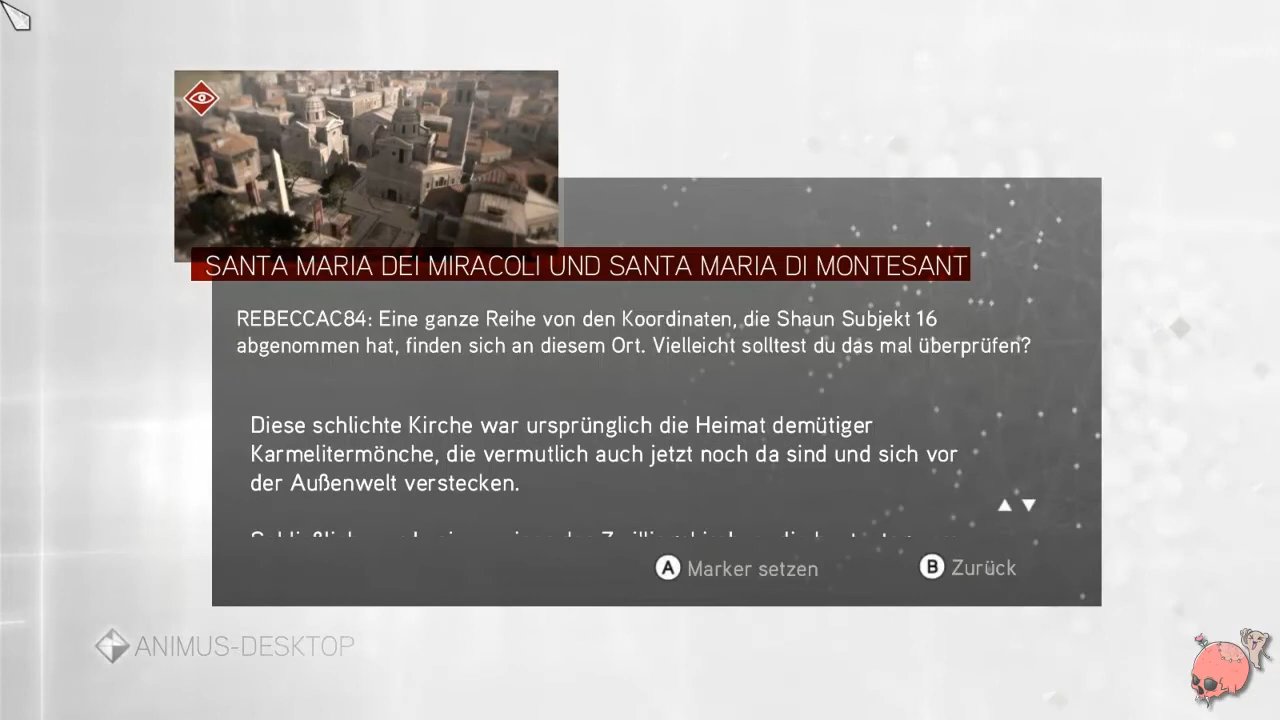 SANTA MARIA DEI MIRACOLI UND SANTA MARIA DI MONTESANT
REBECCAC84: Eine ganze Reihe von den Koordinaten, die Shaun Subjekt 16
abgenommen hat, finden sich an diesem Ort. Vielleicht solltest du das mal überprüfen?
Diese schlichte Kirche war ursprünglich die Heimat demütiger
Karmelitermönche, die vermutlich auch jetzt noch da sind und sich vor
der Außenwelt verstecken.
A Marker setzen
B Zurück
ANIMUS-DESKTOP